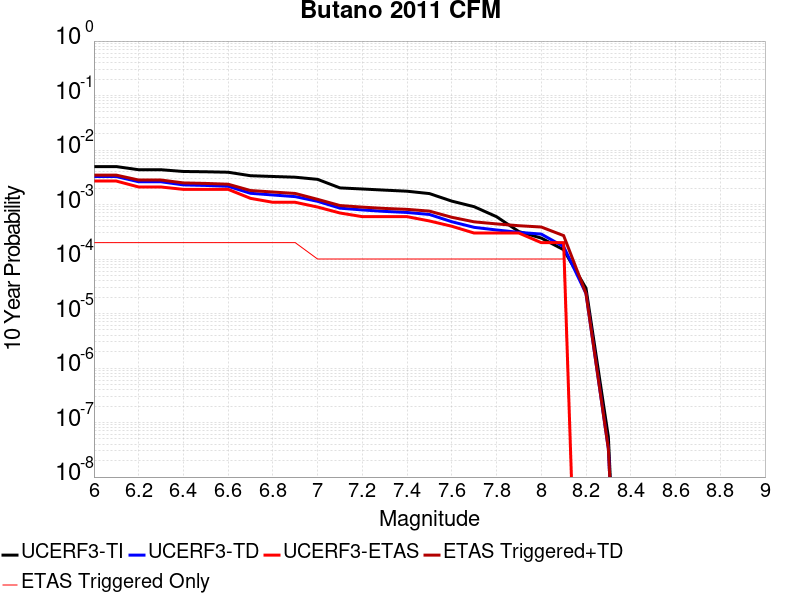 Butano 2011 CFM
10 Year Probability
10^0
10^-1
10^-2
10^-3
10^-4
10^-5
10^-6
10^-7
10^-8
6 6.2 6.4 6.6 6.8 7 7.2 7.4 7.6 7.8 8 8.2 8.4 8.6 8.8 9
Magnitude
UCERF3-TI UCERF3-TD UCERF3-ETAS ETAS Triggered+TD
ETAS Triggered Only